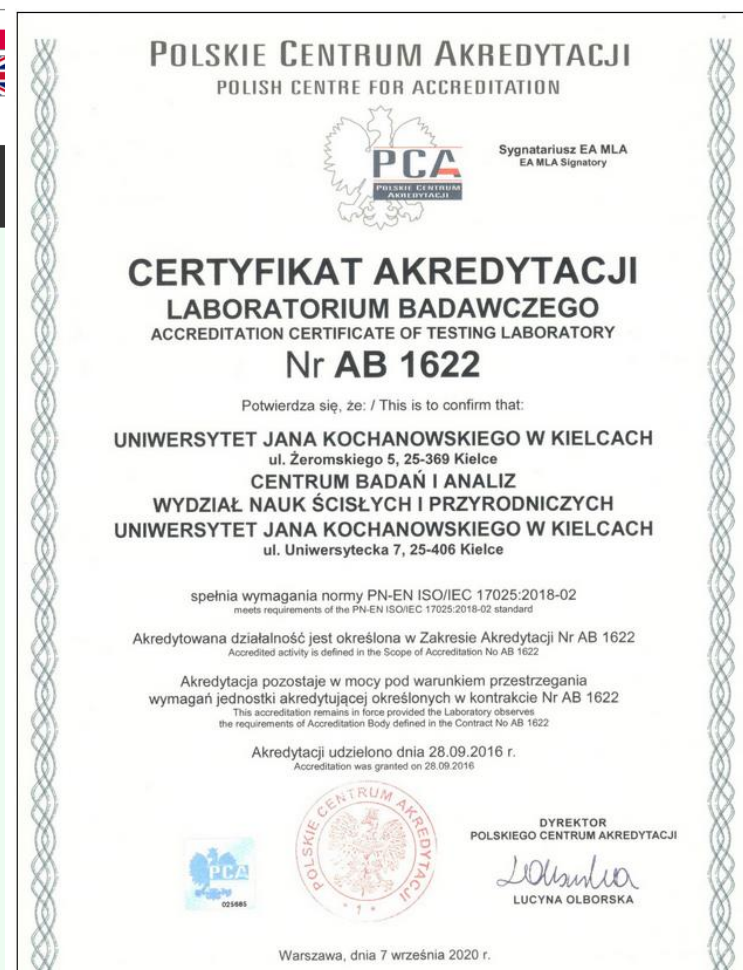 POLSKIE CENTRUM AKREDYTACJI
POLISH CENTRE FOR ACCREDITATION
PCA
POLSKIE CENTRUM
AKREDYTACJI
Sygnatariusz EA MLA
EA MLA Signatory
CERTYFIKAT AKREDYTACJI
LABORATORIUM BADAWCZEGO
ACCREDITATION CERTIFICATE OF TESTING LABORATORY
Nr AB 1622
Potwierdza się, że: / This is to confirm that:
UNIWERSYTET JANA KOCHANOWSKIEGO W KIELCACH
ul. Żeromskiego 5, 25-369 Kielce
CENTRUM BADAŃ I ANALIZ
WYDZIAŁ NAUK ŚCISŁYCH I PRZYRODNICZYCH
UNIWERSYTET JANA KOCHANOWSKIEGO W KIELCACH
ul. Uniwersytecka 7, 25-406 Kielce
spełnia wymagania normy PN-EN ISO/IEC 17025:2018-02
meets requirements of the PN-EN ISO/IEC 17025:2018-02 standard
Akredytowana działalność jest określona w Zakresie Akredytacji Nr AB 1622
Accredited activity is defined in the Scope of Accreditation No AB 1622
Akredytacja pozostaje w mocy pod warunkiem przestrzegania
wymagań jednostki akredytującej określonych w kontrakcie Nr AB 1622
This accreditation remains in force provided the Laboratory observes
the requirements of Accreditation Body defined in the Contract No AB 1622
Akredytacji udzielono dnia 28.09.2016 r.
Accreditation was granted on 28.09.2016
POLSKIE CENTRUM AKREDYTACJI
* 1 *
PCA
025685
DYREKTOR
POLSKIEGO CENTRUM AKREDYTACJI
LUCYNA OLBORSKA
Warszawa, dnia 7 września 2020 r.